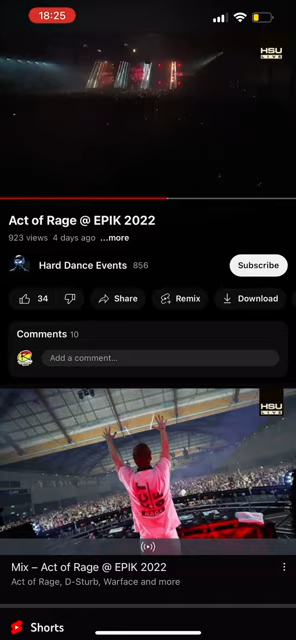 18:25
HSU
LIVE
Act of Rage @ EPIK 2022
923 views 4 days ago ...more
Hard Dance Events 856
Subscribe
34
Share
Remix
Download
Comments 10
Add a comment...
HSU
LIVE
Mix – Act of Rage @ EPIK 2022
Act of Rage, D-Sturb, Warface and more
Shorts